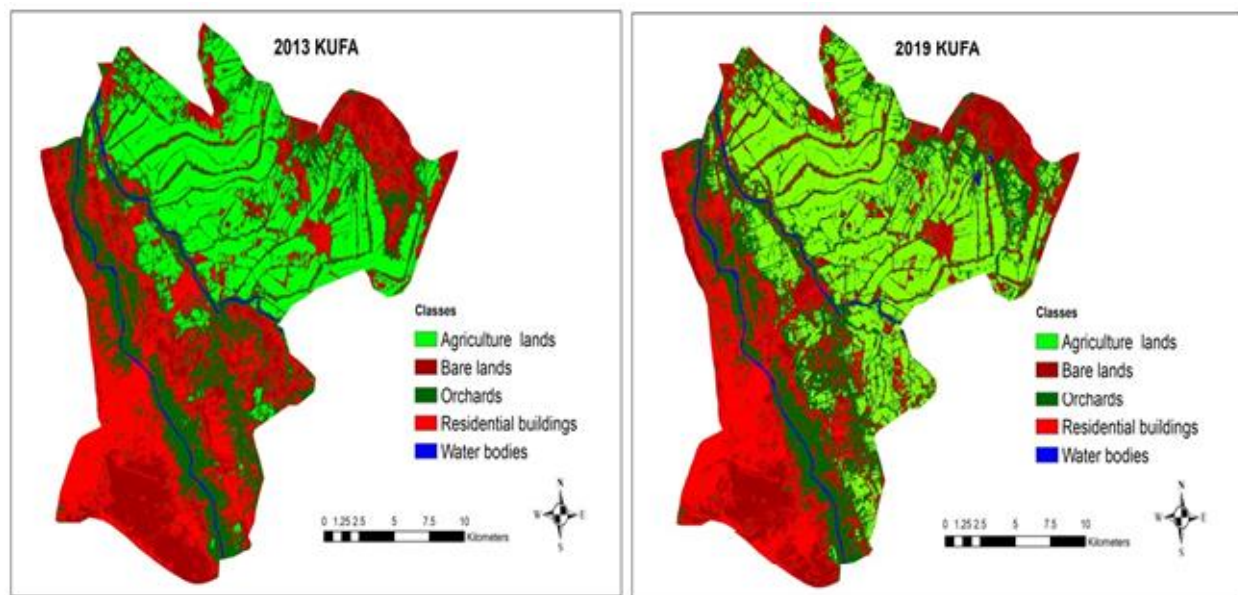 2013 KUFA
Classes
Agriculture lands
Bare lands
Orchards
Residential buildings
Water bodies
N
W E
S
0 1.25 2.5 5 7.5 10
Kilometers
2019 KUFA
Classes
Agriculture lands
Bare lands
Orchards
Residential buildings
Water bodies
N
W E
S
0 1.25 2.5 5 7.5 10
Kilometers